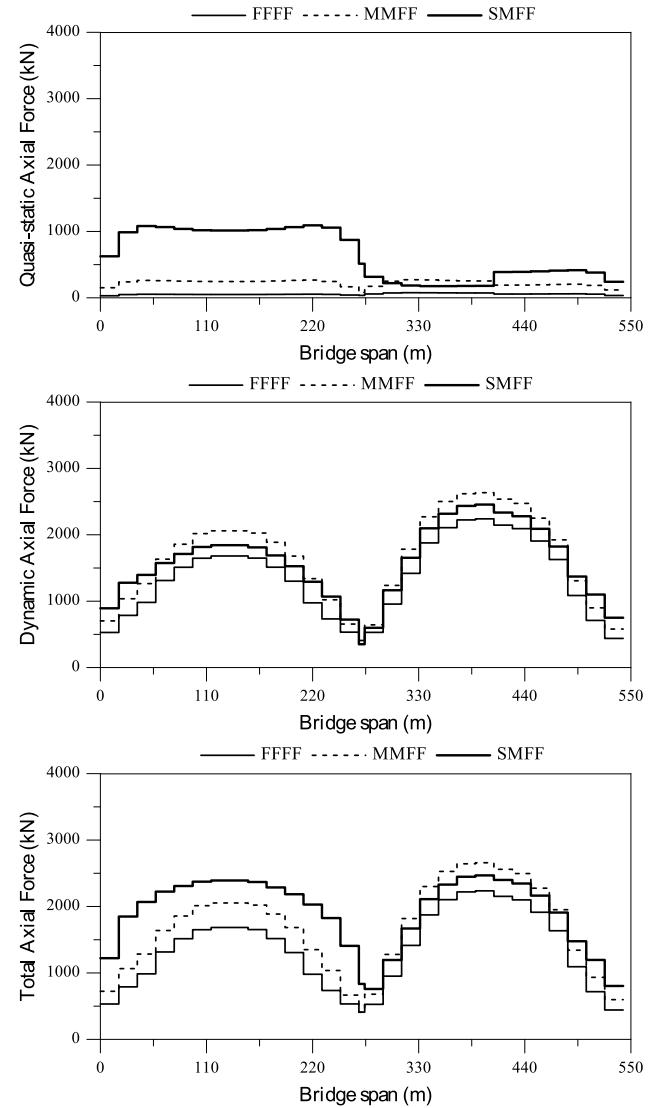 FFFF MMFF SMFF
4000
3000
2000
1000
0
Quasi-static Axial Force (kN)
0 110 220 330 440 550
Bridge span (m)
FFFF MMFF SMFF
4000
3000
2000
1000
0
Dynamic Axial Force (kN)
0 110 220 330 440 550
Bridge span (m)
FFFF MMFF SMFF
4000
3000
2000
1000
0
Total Axial Force (kN)
0 110 220 330 440 550
Bridge span (m)